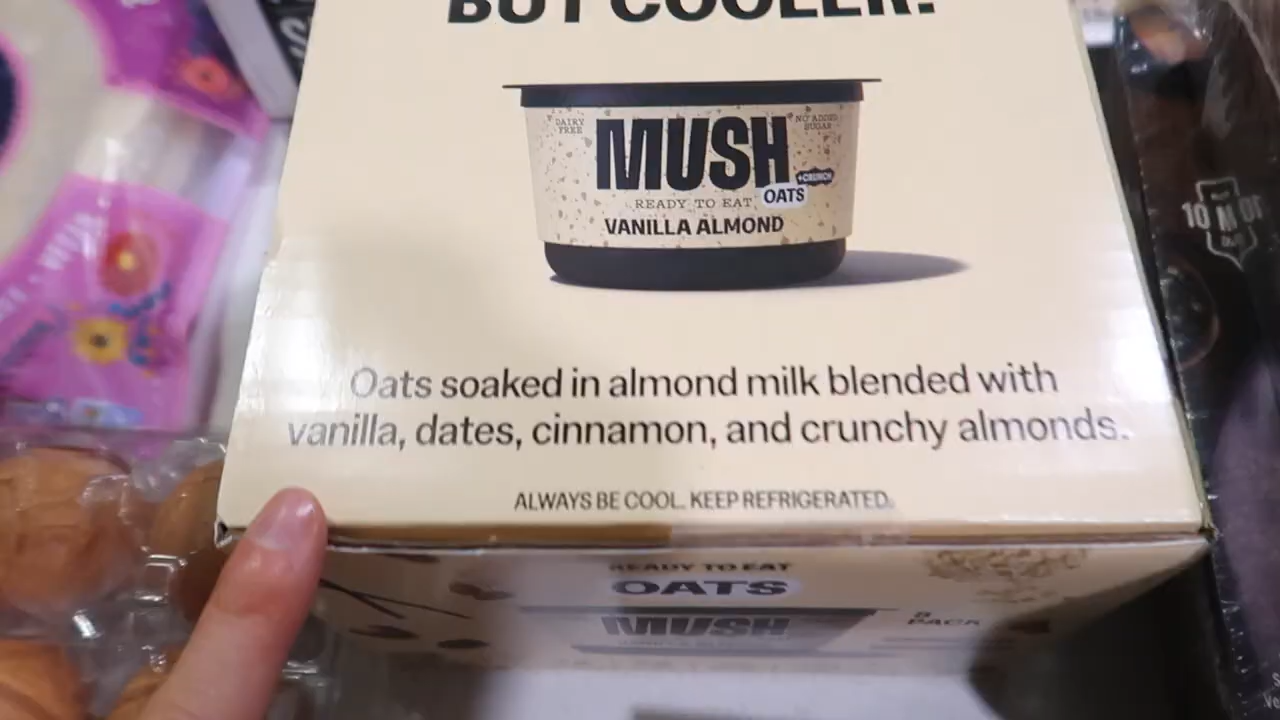 BUT COOLER.
DAIRY
FREE
NO ADDED
SUGAR
MUSH
+CRUNCH
OATS
READY TO EAT
VANILLA ALMOND
Oats soaked in almond milk blended with
vanilla, dates, cinnamon, and crunchy almonds.
ALWAYS BE COOL. KEEP REFRIGERATED.
READY TO EAT
OATS
MUSH
8
PACK
10
M